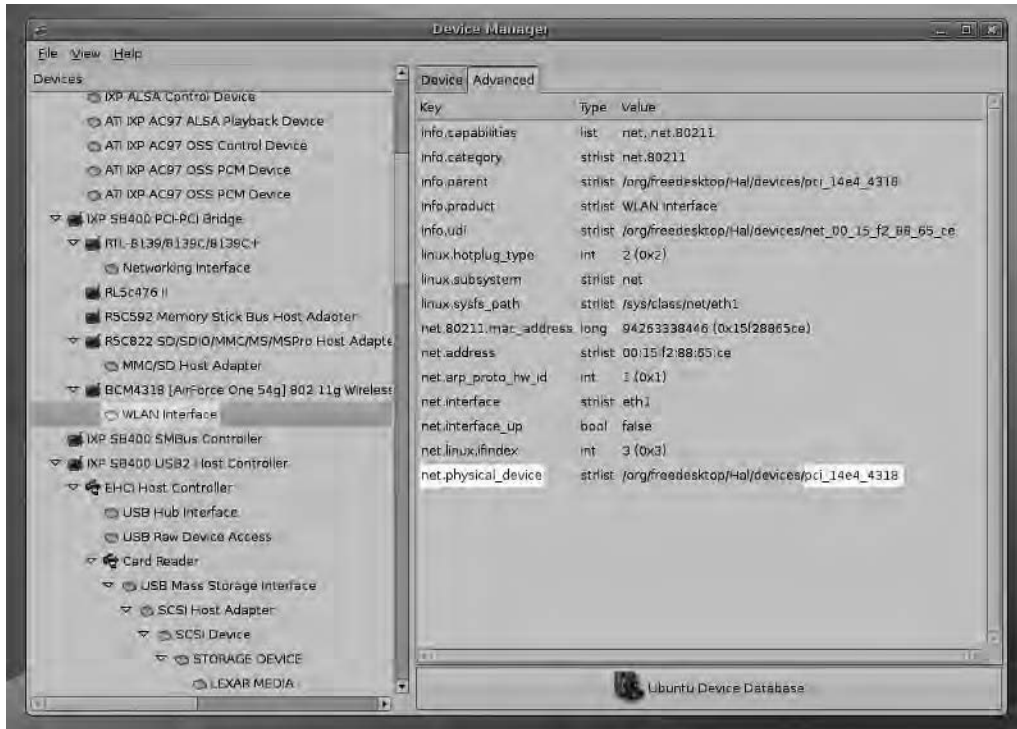 Device Manager
File View Help
Devices
IXP ALSA Control Device
ATI IXP AC97 ALSA Playback Device
ATI IXP AC97 OSS Control Device
ATI IXP AC97 OSS PCM Device
ATI IXP AC97 OSS PCM Device
IXP SB400 PCI-PCI Bridge
RTL-8139/8139C/8139C+
Networking Interface
RL5c476 II
R5C592 Memory Stick Bus Host Adapter
R5C822 SD/SDIO/MMC/MS/MSPro Host Adapte
MMC/SD Host Adapter
BCM4318 [AirForce One 54g] 802.11g Wireless
WLAN Interface
IXP SB400 SMBus Controller
IXP SB400 USB2 Host Controller
EHCI Host Controller
USB Hub Interface
USB Raw Device Access
Card Reader
USB Mass Storage Interface
SCSI Host Adapter
SCSI Device
STORAGE DEVICE
LEXAR MEDIA
Device Advanced
Key Type Value
info.capabilities list net, net.80211
info.category strlist net.80211
info.parent strlist /org/freedesktop/Hal/devices/pci_14e4_4318
info.product strlist WLAN Interface
info.udi strlist /org/freedesktop/Hal/devices/net_00_15_f2_88_65_ce
linux.hotplug_type int 2 (0x2)
linux.subsystem strlist net
linux.sysfs_path strlist /sys/class/net/eth1
net.80211.mac_address long 94263338446 (0x15f28865ce)
net.address strlist 00:15:f2:88:65:ce
net.arp_proto_hw_id int 1 (0x1)
net.interface strlist eth1
net.interface_up bool false
net.linux.ifindex int 3 (0x3)
net.physical_device strlist /org/freedesktop/Hal/devices/pci_14e4_4318
Ubuntu Device Database